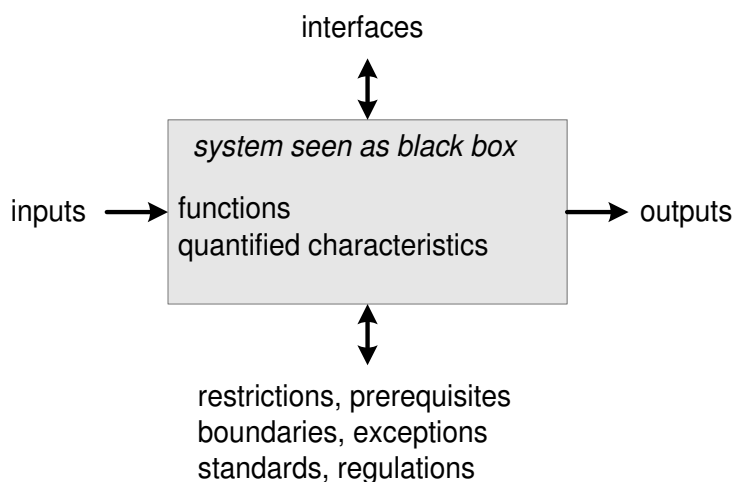 interfaces
system seen as black box
inputs
functions
quantified characteristics
outputs
restrictions, prerequisites
boundaries, exceptions
standards, regulations